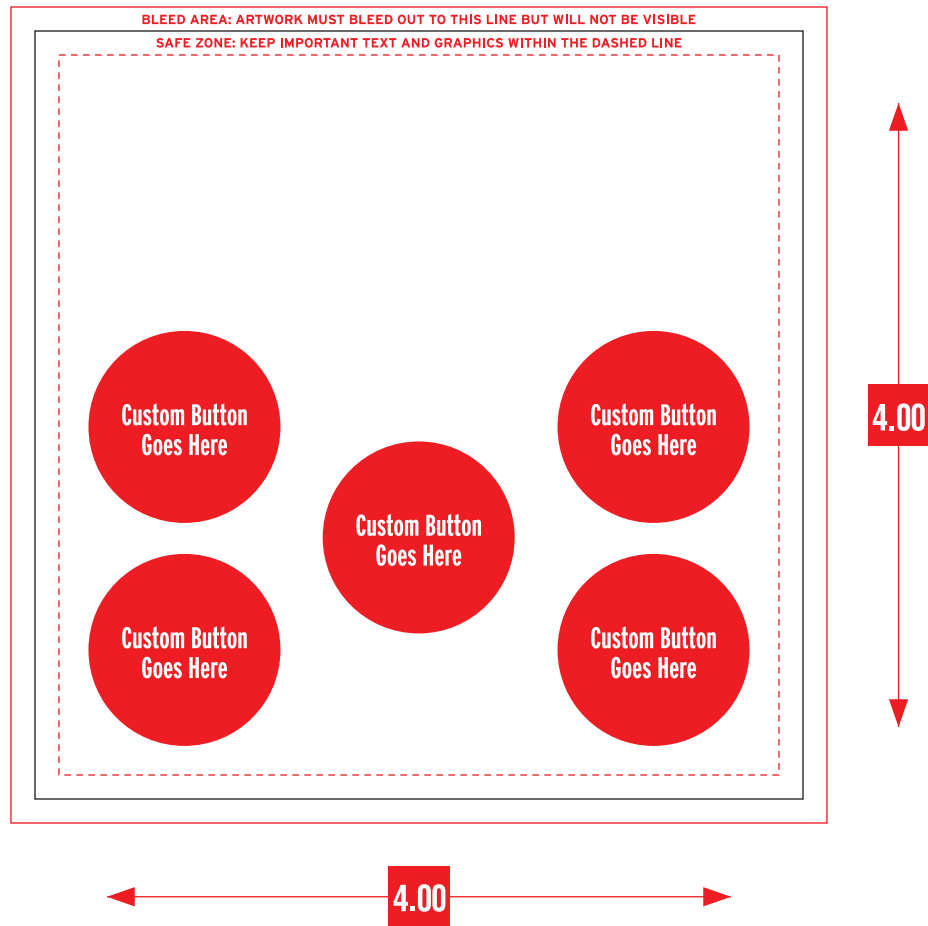 BLEED AREA: ARTWORK MUST BLEED OUT TO THIS LINE BUT WILL NOT BE VISIBLE
SAFE ZONE: KEEP IMPORTANT TEXT AND GRAPHICS WITHIN THE DASHED LINE
Custom Button
Goes Here
Custom Button
Goes Here
Custom Button
Goes Here
Custom Button
Goes Here
Custom Button
Goes Here
4.00
4.00